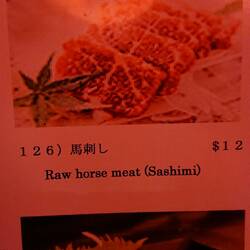 １２６）馬刺し $１２
Raw horse meat (Sashimi)